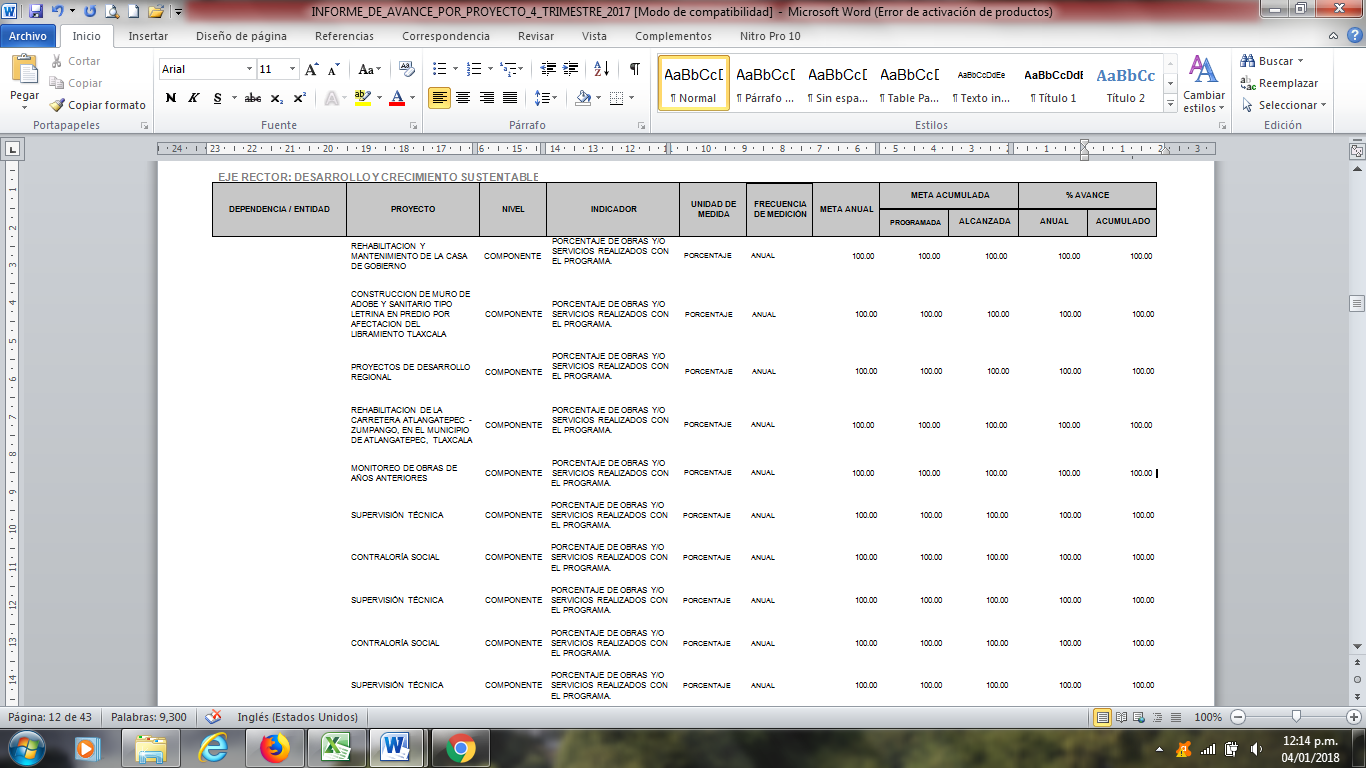 INFORME_DE_AVANCE_POR_PROYECTO_4_TRIMESTRE_2017 [Modo de compatibilidad] - Microsoft Word (Error de activación de productos)
Archivo Inicio Insertar Diseño de página Referencias Correspondencia Revisar Vista Complementos Nitro Pro 10
Pegar
Cortar
Copiar
Copiar formato
Portapapeles
Arial 11
N K S abc x₂ x²
Fuente
Párrafo
AaBbCcD AaBbCcD AaBbCcD AaBbCcD AaBbCcDdEe AaBbCcDdE AaBbCc
¶ Normal ¶ Párrafo ... ¶ Sin espa... ¶ Table Pa... ¶ Texto in... ¶ Título 1 Título 2
Cambiar estilos
Estilos
Buscar
Reemplazar
Seleccionar
Edición
EJE RECTOR: DESARROLLO Y CRECIMIENTO SUSTENTABLE
DEPENDENCIA / ENTIDAD PROYECTO NIVEL INDICADOR UNIDAD DE MEDIDA FRECUENCIA DE MEDICIÓN META ANUAL META ACUMULADA % AVANCE
PROGRAMADA ALCANZADA ANUAL ACUMULADO
REHABILITACION Y MANTENIMIENTO DE LA CASA DE GOBIERNO COMPONENTE PORCENTAJE DE OBRAS Y/O SERVICIOS REALIZADOS CON EL PROGRAMA. PORCENTAJE ANUAL 100.00 100.00 100.00 100.00 100.00
CONSTRUCCION DE MURO DE ADOBE Y SANITARIO TIPO LETRINA EN PREDIO POR AFECTACION DEL LIBRAMIENTO TLAXCALA COMPONENTE PORCENTAJE DE OBRAS Y/O SERVICIOS REALIZADOS CON EL PROGRAMA. PORCENTAJE ANUAL 100.00 100.00 100.00 100.00 100.00
PROYECTOS DE DESARROLLO REGIONAL COMPONENTE PORCENTAJE DE OBRAS Y/O SERVICIOS REALIZADOS CON EL PROGRAMA. PORCENTAJE ANUAL 100.00 100.00 100.00 100.00 100.00
REHABILITACION DE LA CARRETERA ATLANGATEPEC - ZUMPANGO, EN EL MUNICIPIO DE ATLANGATEPEC, TLAXCALA COMPONENTE PORCENTAJE DE OBRAS Y/O SERVICIOS REALIZADOS CON EL PROGRAMA. PORCENTAJE ANUAL 100.00 100.00 100.00 100.00 100.00
MONITOREO DE OBRAS DE AÑOS ANTERIORES COMPONENTE PORCENTAJE DE OBRAS Y/O SERVICIOS REALIZADOS CON EL PROGRAMA. PORCENTAJE ANUAL 100.00 100.00 100.00 100.00 100.00
SUPERVISIÓN TÉCNICA COMPONENTE PORCENTAJE DE OBRAS Y/O SERVICIOS REALIZADOS CON EL PROGRAMA. PORCENTAJE ANUAL 100.00 100.00 100.00 100.00 100.00
CONTRALORÍA SOCIAL COMPONENTE PORCENTAJE DE OBRAS Y/O SERVICIOS REALIZADOS CON EL PROGRAMA. PORCENTAJE ANUAL 100.00 100.00 100.00 100.00 100.00
SUPERVISIÓN TÉCNICA COMPONENTE PORCENTAJE DE OBRAS Y/O SERVICIOS REALIZADOS CON EL PROGRAMA. PORCENTAJE ANUAL 100.00 100.00 100.00 100.00 100.00
CONTRALORÍA SOCIAL COMPONENTE PORCENTAJE DE OBRAS Y/O SERVICIOS REALIZADOS CON EL PROGRAMA. PORCENTAJE ANUAL 100.00 100.00 100.00 100.00 100.00
SUPERVISIÓN TÉCNICA COMPONENTE PORCENTAJE DE OBRAS Y/O SERVICIOS REALIZADOS CON EL PROGRAMA. PORCENTAJE ANUAL 100.00 100.00 100.00 100.00 100.00
Página: 12 de 43 Palabras: 9,300 Inglés (Estados Unidos) 100%
12:14 p.m.
04/01/2018